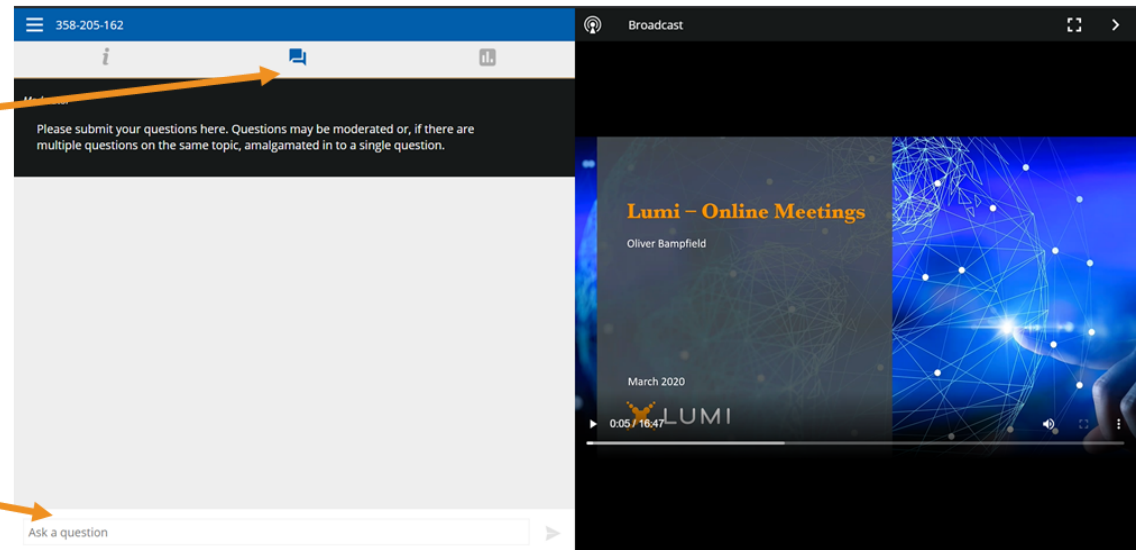 358-205-162
Broadcast
i
Please submit your questions here. Questions may be moderated or, if there are
multiple questions on the same topic, amalgamated in to a single question.
Lumi – Online Meetings
Oliver Bampfield
March 2020
LUMI
0:05 / 16:47
Ask a question